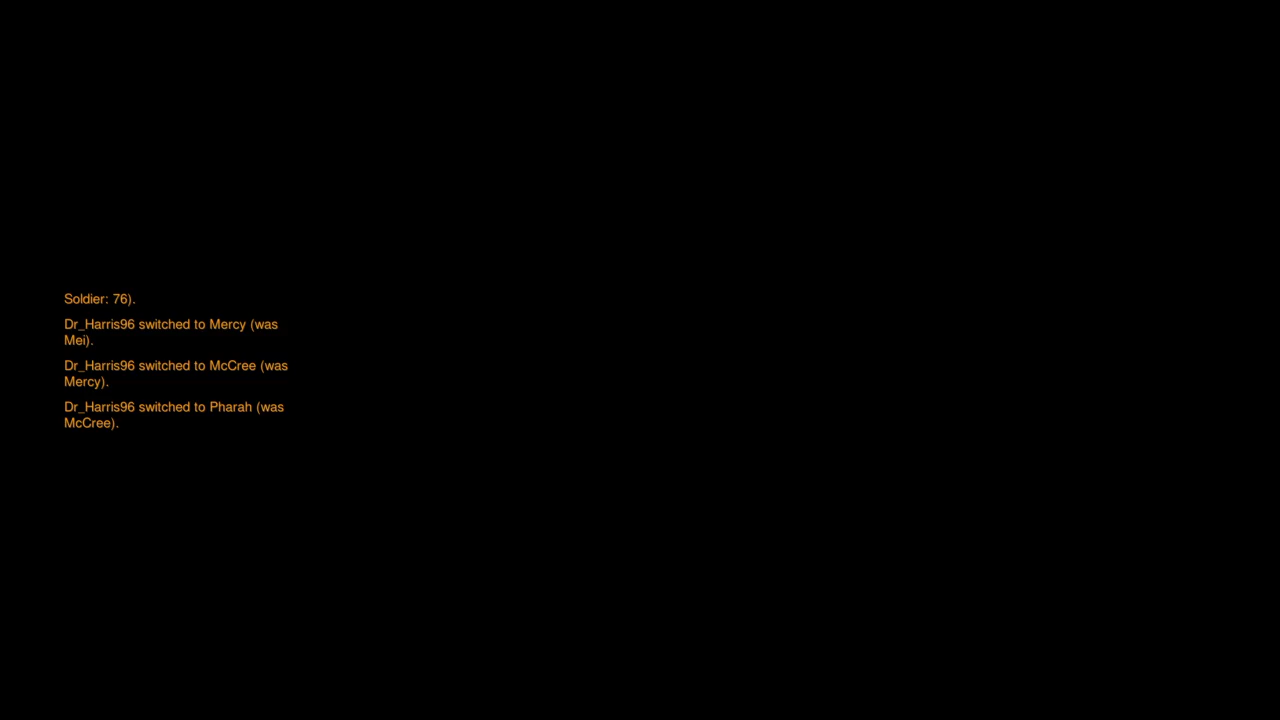 Soldier: 76).
Dr_Harris96 switched to Mercy (was
Mei).
Dr_Harris96 switched to McCree (was
Mercy).
Dr_Harris96 switched to Pharah (was
McCree).